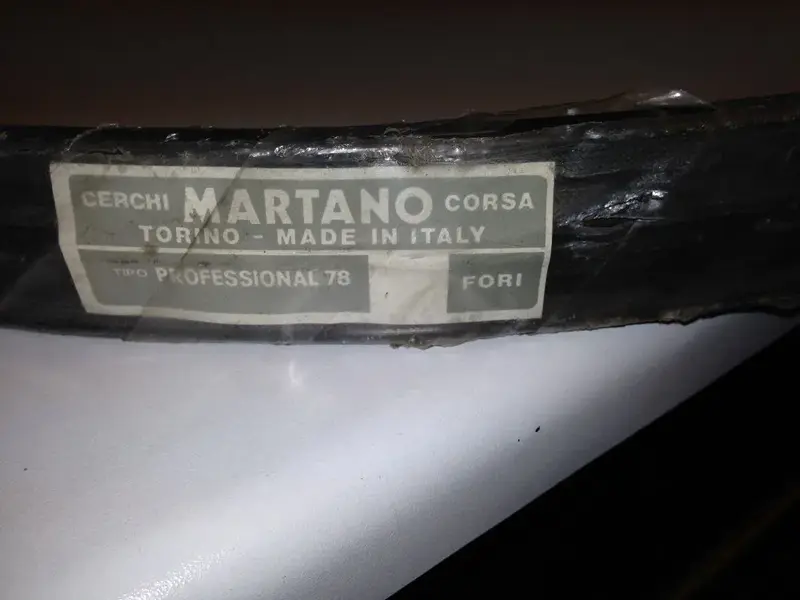 CERCHI MARTANO CORSA
TORINO - MADE IN ITALY
TIPO PROFESSIONAL 78 FORI